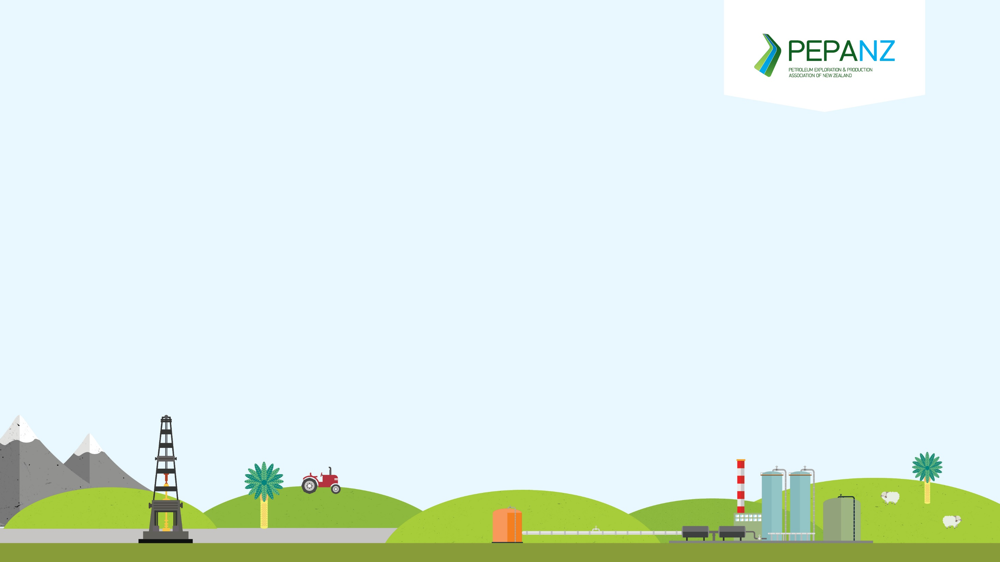 PEPANZ
PETROLEUM EXPLORATION & PRODUCTION
ASSOCIATION OF NEW ZEALAND